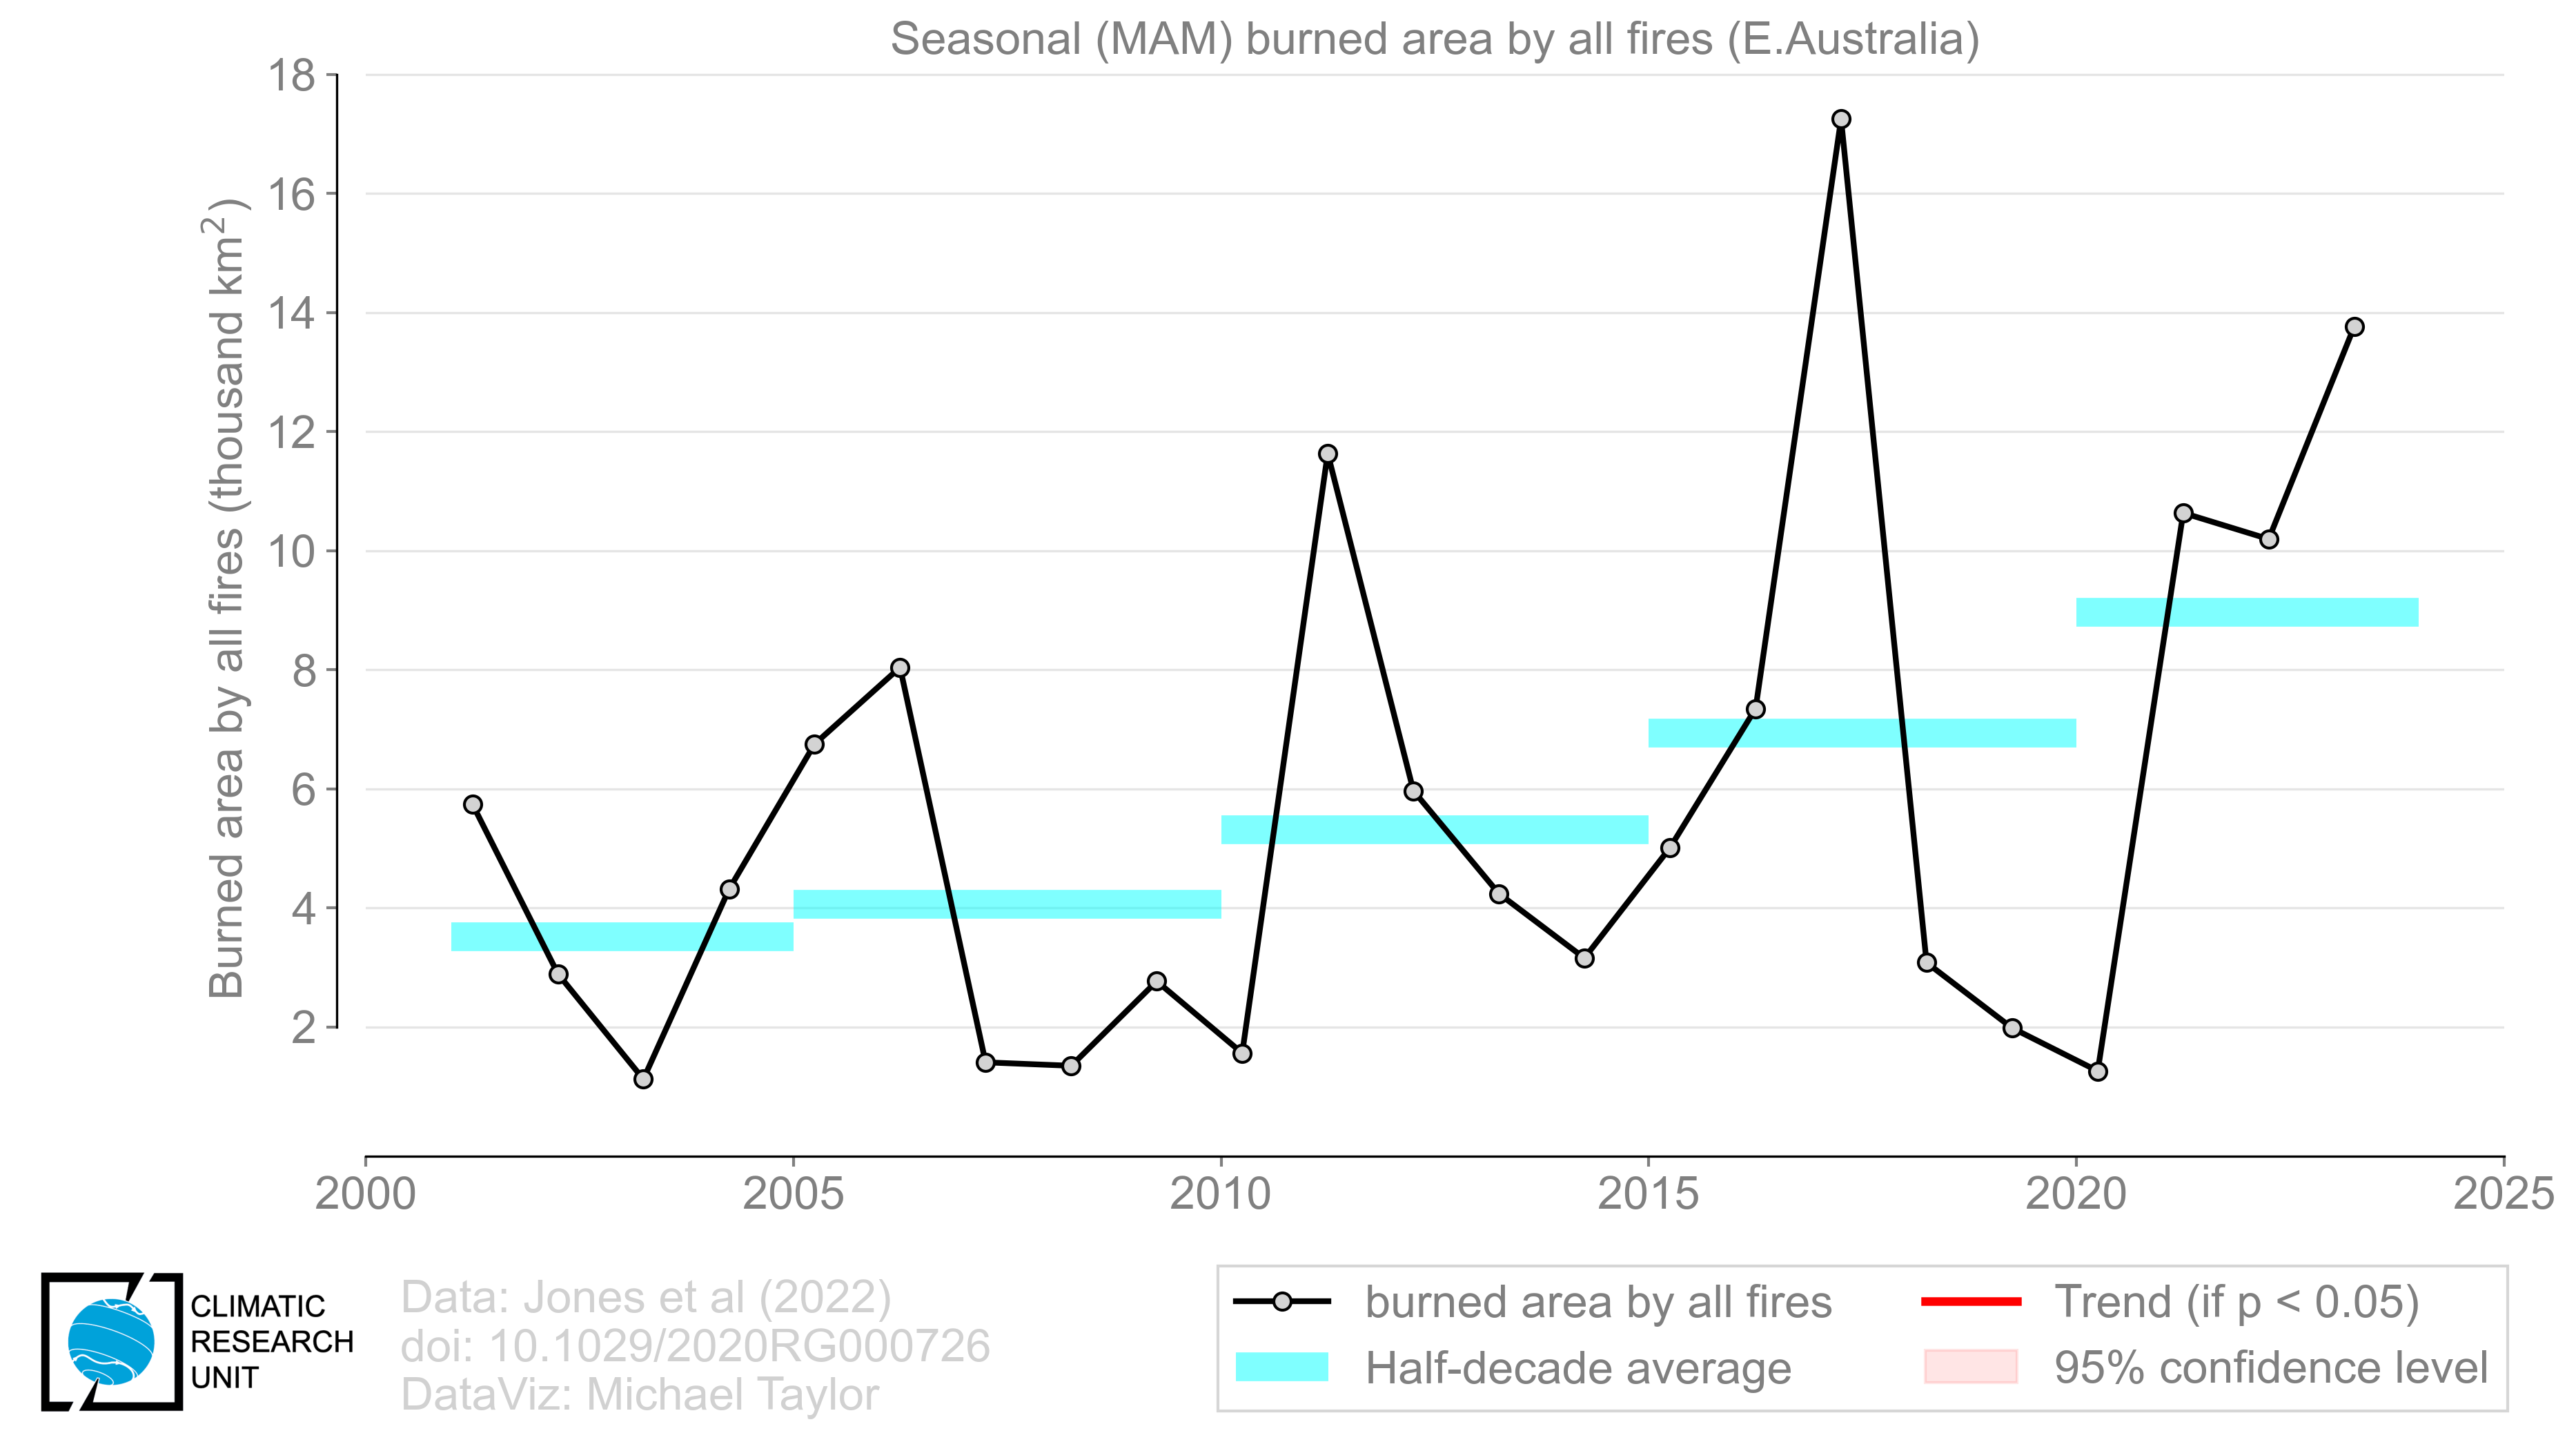 Seasonal (MAM) burned area by all fires (E.Australia)
Burned area by all fires (thousand km²)
18
16
14
12
10
8
6
4
2
2000 2005 2010 2015 2020 2025
CLIMATIC
RESEARCH
UNIT
Data: Jones et al (2022)
doi: 10.1029/2020RG000726
DataViz: Michael Taylor
burned area by all fires
Half-decade average
Trend (if p < 0.05)
95% confidence level